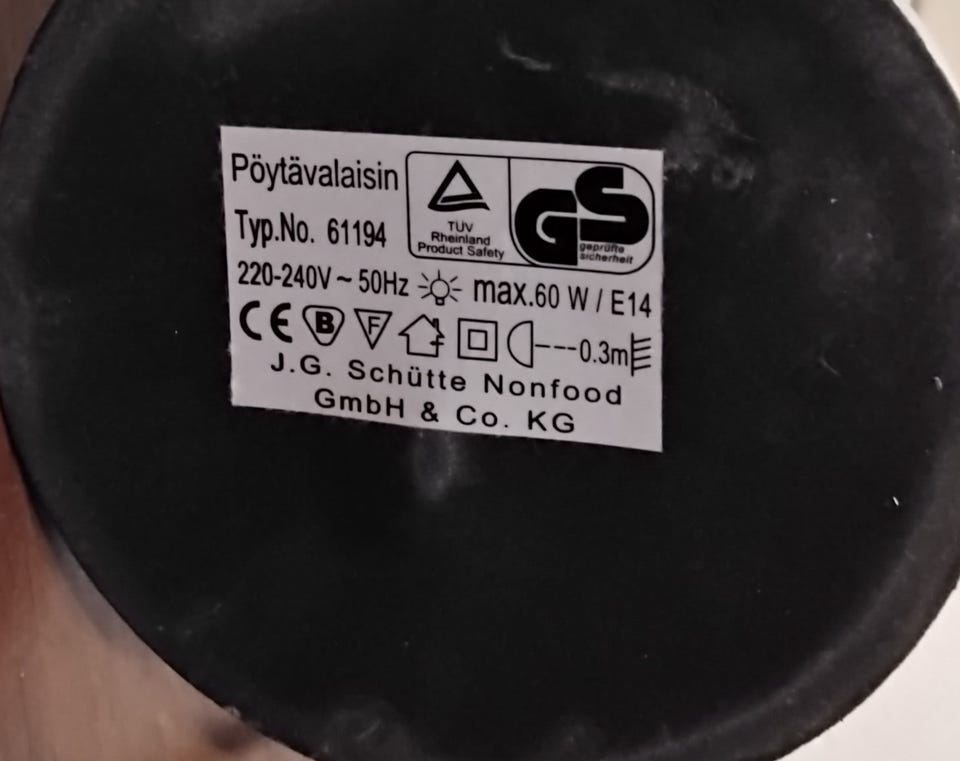 Pöytävalaisin
TÜV
Rheinland
Product Safety
GS
geprüfte
sicherheit
Typ.No. 61194
220-240V ~ 50Hz max.60 W / E14
CE B F ---0.3m
J.G. Schütte Nonfood
GmbH & Co. KG